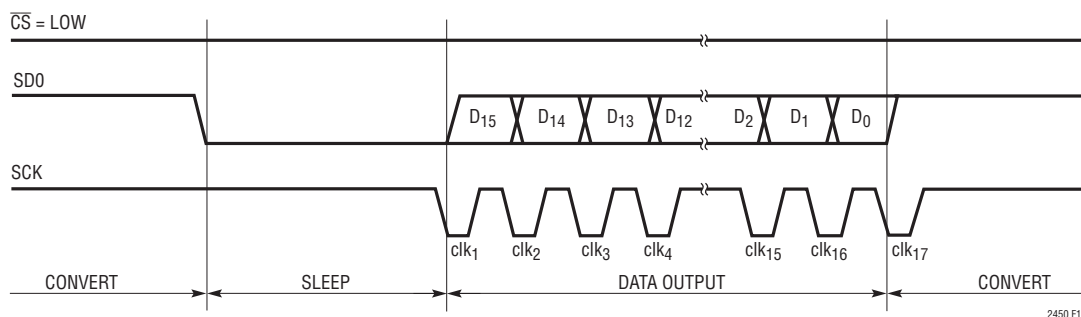 CS = LOW
SD0
D15 D14 D13 D12 D2 D1 D0
SCK
clk1 clk2 clk3 clk4 clk15 clk16 clk17
CONVERT SLEEP DATA OUTPUT CONVERT
2450 F1